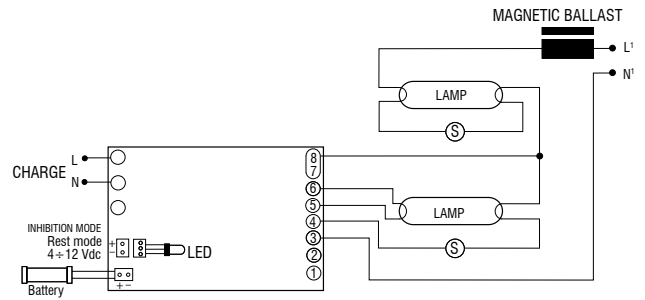 MAGNETIC BALLAST
L¹
N¹
LAMP
S
8
7
6
5
4
3
2
1
LAMP
S
CHARGE
L
N
INHIBITION MODE
Rest mode
4÷12 Vdc
+
-
LED
Battery
+ -